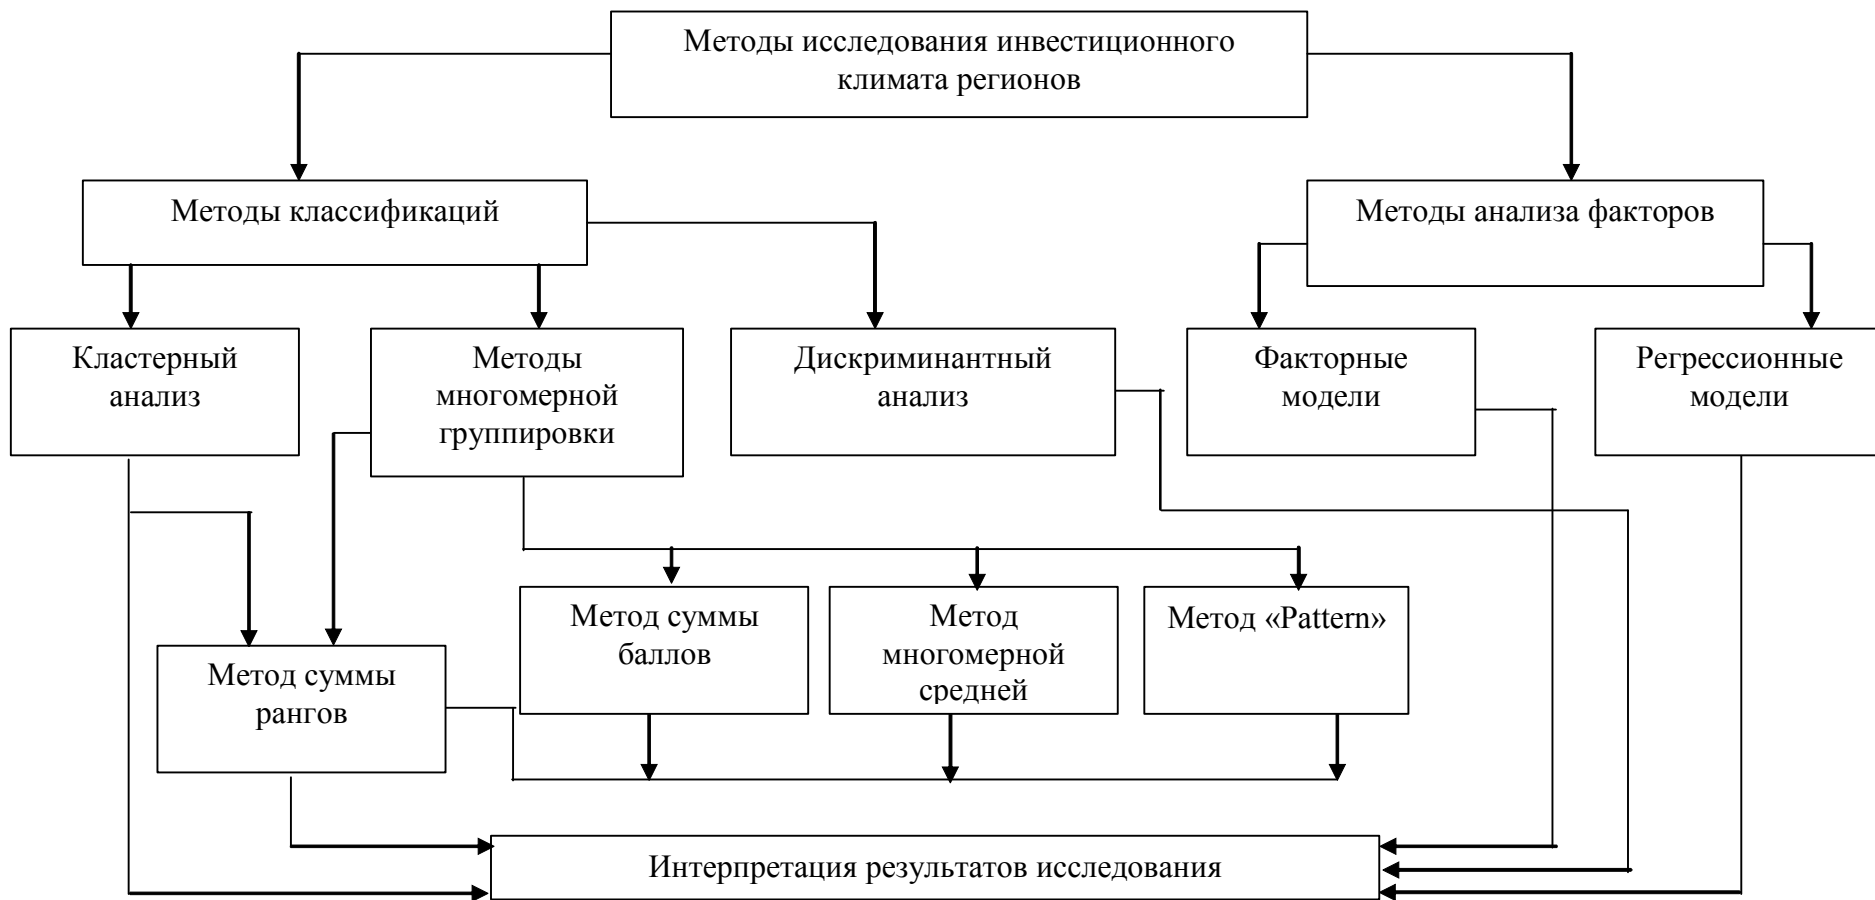 Методы исследования инвестиционного
климата регионов
Методы классификаций
Методы анализа факторов
Кластерный
анализ
Методы
многомерной
группировки
Дискриминантный
анализ
Факторные
модели
Регрессионные
модели
Метод суммы
баллов
Метод
многомерной
средней
Метод «Pattern»
Метод суммы
рангов
Интерпретация результатов исследования